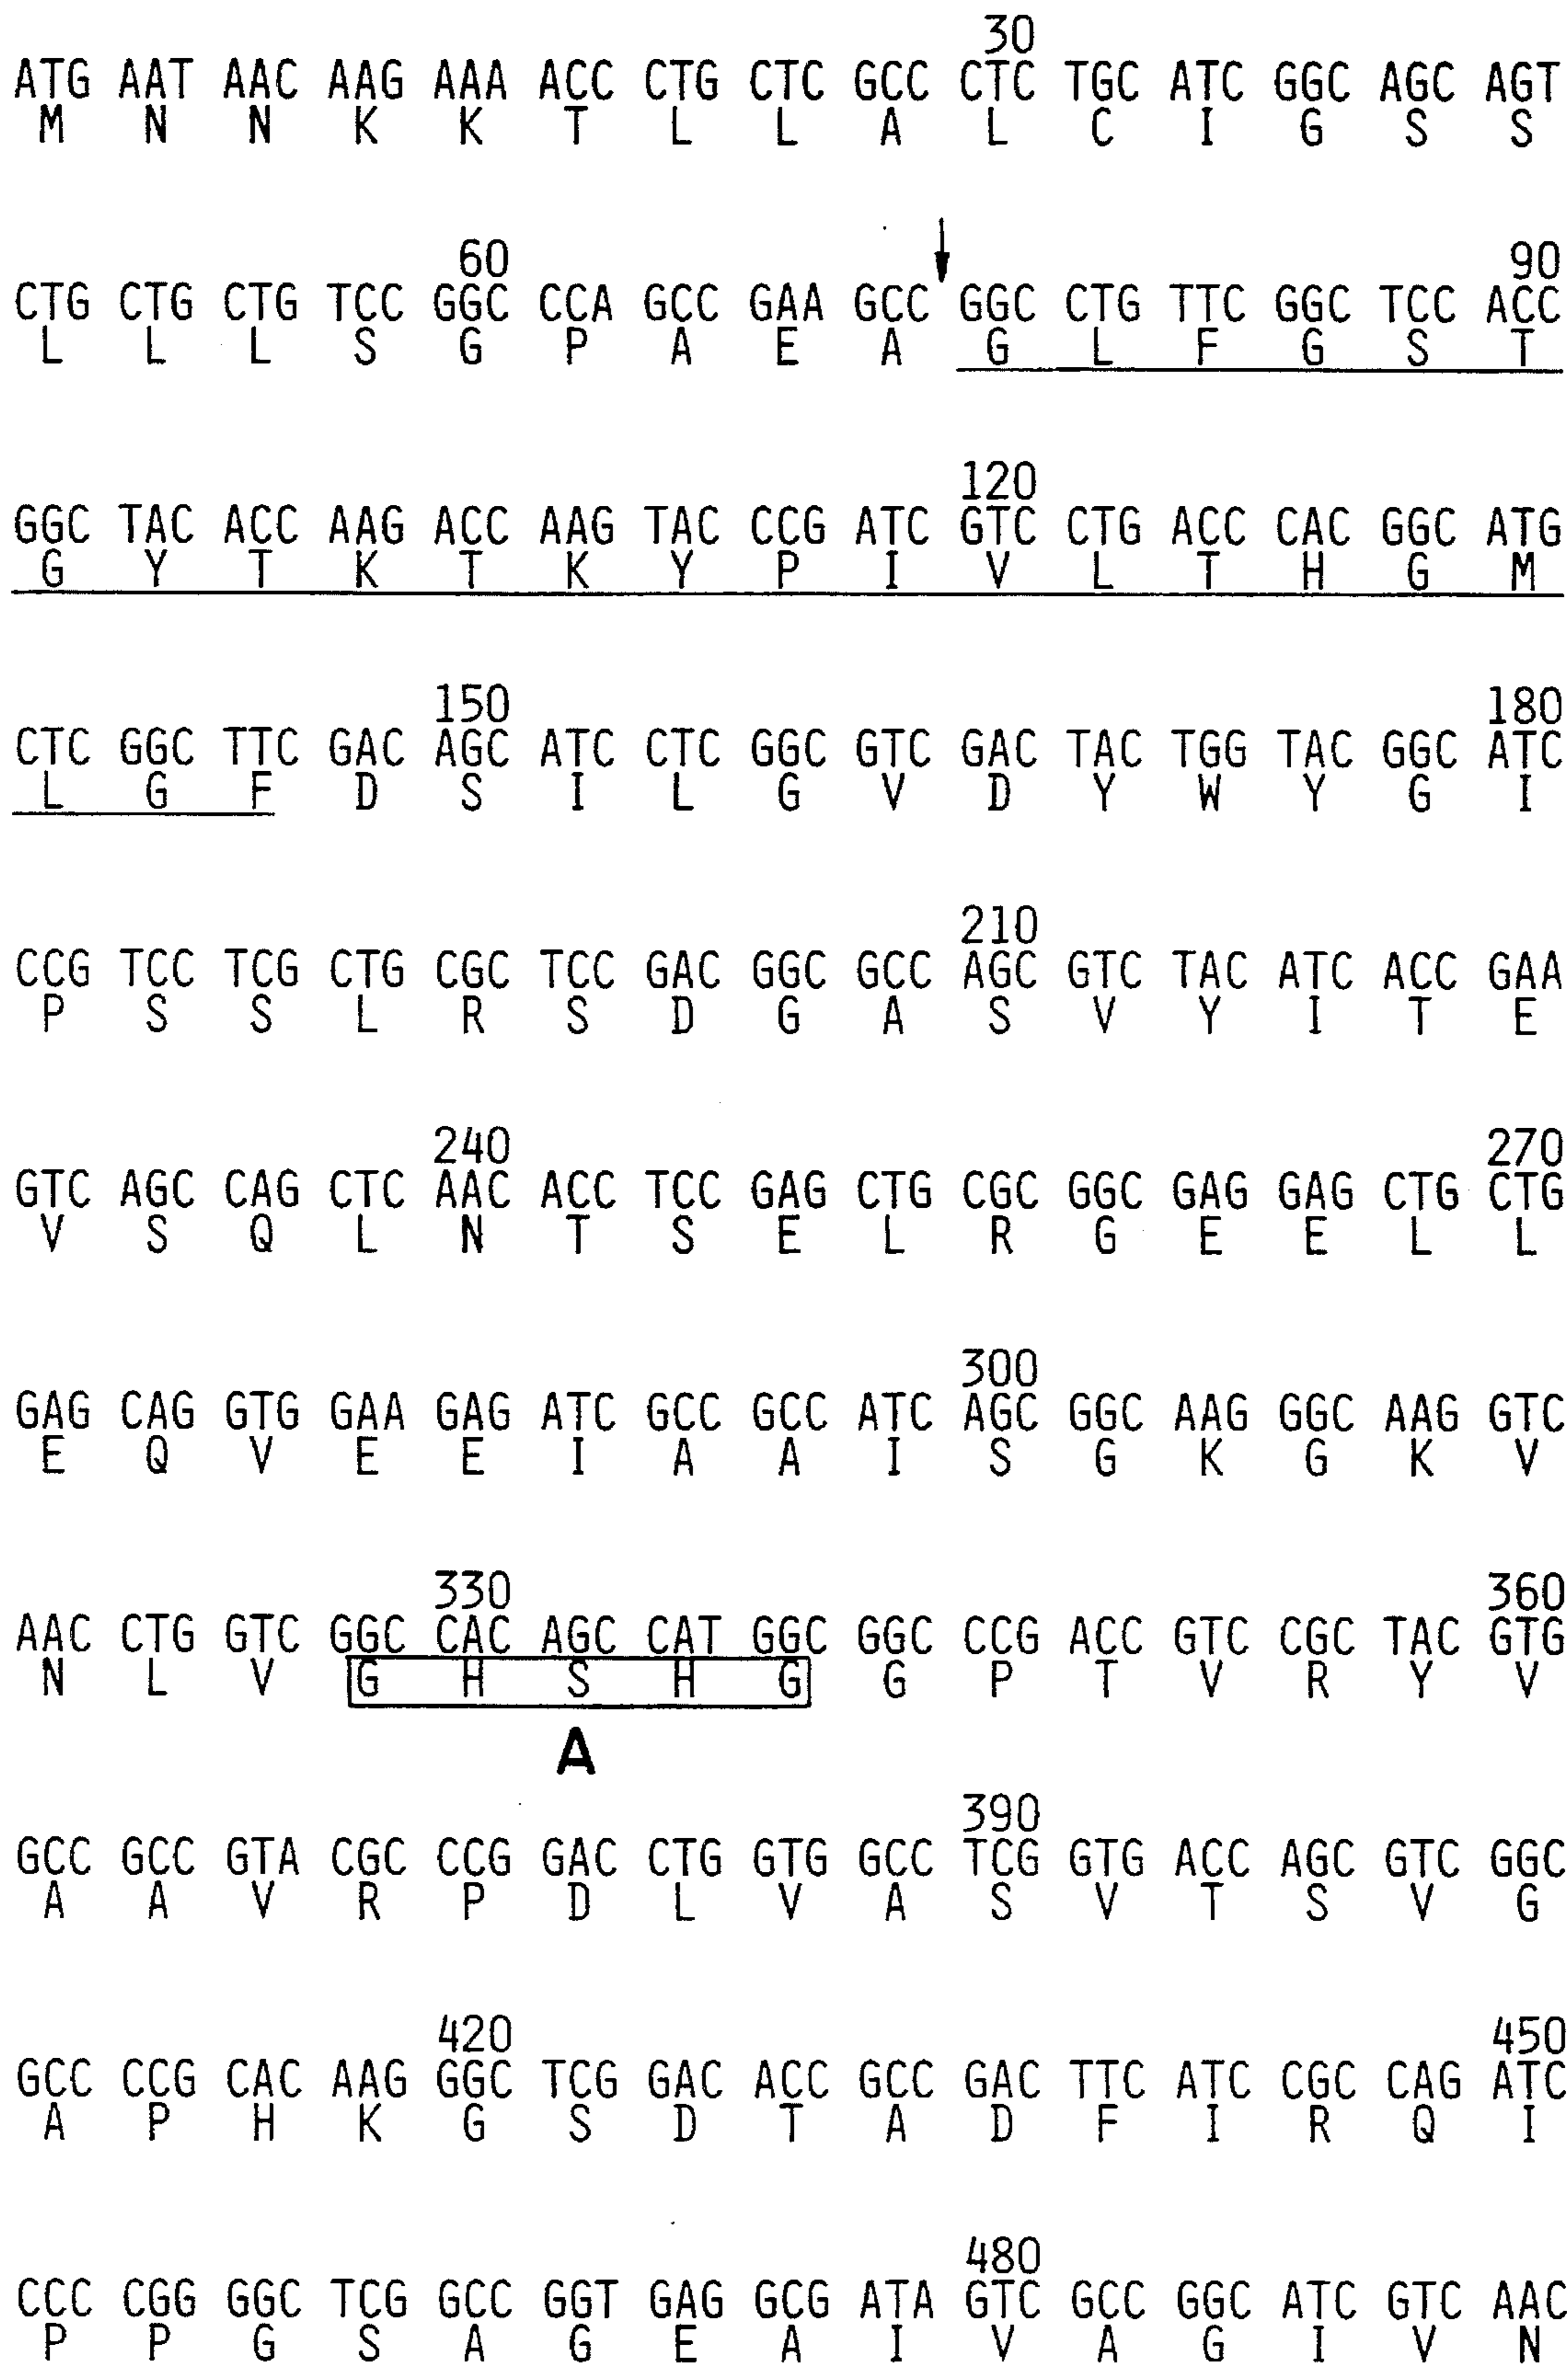 30
ATG AAT AAC AAG AAA ACC CTG CTC GCC CTC TGC ATC GGC AGC AGT
M N N K K T L L A L C I G S S
60 90
CTG CTG CTG TCC GGC CCA GCC GAA GCC GGC CTG TTC GGC TCC ACC
L L L S G P A E A G L F G S T
120
GGC TAC ACC AAG ACC AAG TAC CCG ATC GTC CTG ACC CAC GGC ATG
G Y T K T K Y P I V L T H G M
150 180
CTC GGC TTC GAC AGC ATC CTC GGC GTC GAC TAC TGG TAC GGC ATC
L G F D S I L G V D Y W Y G I
210
CCG TCC TCG CTG CGC TCC GAC GGC GCC AGC GTC TAC ATC ACC GAA
P S S L R S D G A S V Y I T E
240 270
GTC AGC CAG CTC AAC ACC TCC GAG CTG CGC GGC GAG GAG CTG CTG
V S Q L N T S E L R G E E L L
300
GAG CAG GTG GAA GAG ATC GCC GCC ATC AGC GGC AAG GGC AAG GTC
E Q V E E I A A I S G K G K V
330 360
AAC CTG GTC GGC CAC AGC CAT GGC GGC CCG ACC GTC CGC TAC GTG
N L V G H S H G G P T V R Y V
A
390
GCC GCC GTA CGC CCG GAC CTG GTG GCC TCG GTG ACC AGC GTC GGC
A A V R P D L V A S V T S V G
420 450
GCC CCG CAC AAG GGC TCG GAC ACC GCC GAC TTC ATC CGC CAG ATC
A P H K G S D T A D F I R Q I
480
CCC CGG GGC TCG GCC GGT GAG GCG ATA GTC GCC GGC ATC GTC AAC
P P G S A G E A I V A G I V N